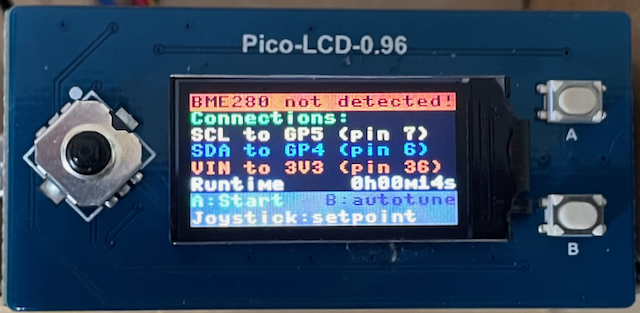 Pico-LCD-0.96
BME280 not detected!
Connections:
SCL to GP5 (pin 7)
SDA to GP4 (pin 6)
VIN to 3V3 (pin 36)
Runtime 0h00m14s
A:Start B:autotune
Joystick:setpoint
A
B